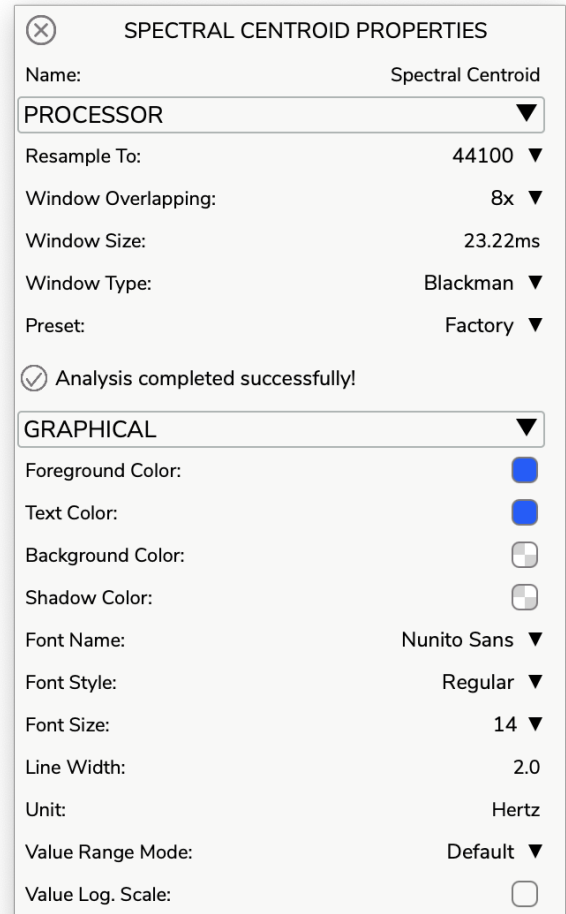 SPECTRAL CENTROID PROPERTIES
Name: Spectral Centroid
PROCESSOR
Resample To: 44100
Window Overlapping: 8x
Window Size: 23.22ms
Window Type: Blackman
Preset: Factory
Analysis completed successfully!
GRAPHICAL
Foreground Color:
Text Color:
Background Color:
Shadow Color:
Font Name: Nunito Sans
Font Style: Regular
Font Size: 14
Line Width: 2.0
Unit: Hertz
Value Range Mode: Default
Value Log. Scale: